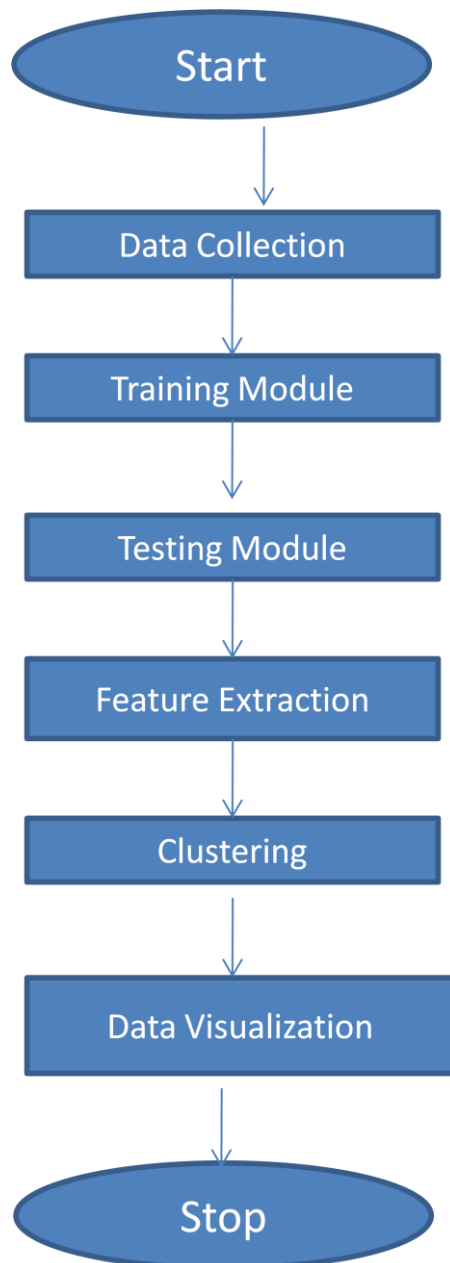 Start
Data Collection
Training Module
Testing Module
Feature Extraction
Clustering
Data Visualization
Stop